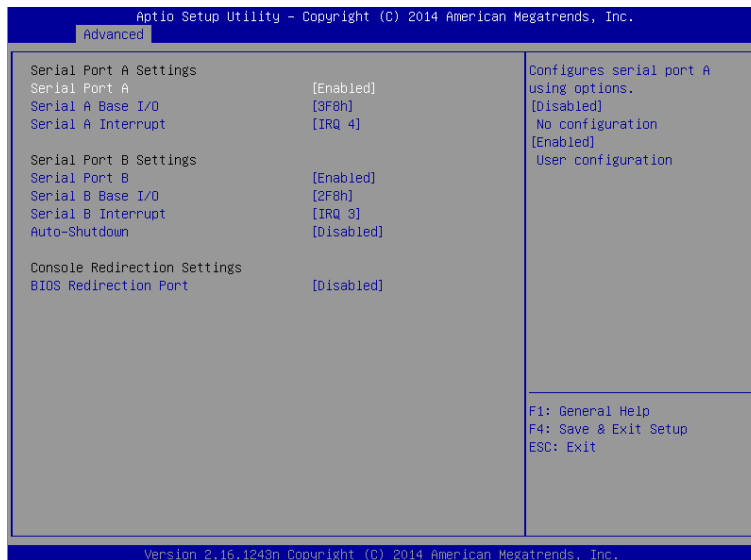 Aptio Setup Utility – Copyright (C) 2014 American Megatrends, Inc.
Advanced
Serial Port A Settings
Serial Port A [Enabled]
Serial A Base I/O [3F8h]
Serial A Interrupt [IRQ 4]
Serial Port B Settings
Serial Port B [Enabled]
Serial B Base I/O [2F8h]
Serial B Interrupt [IRQ 3]
Auto-Shutdown [Disabled]
Console Redirection Settings
BIOS Redirection Port [Disabled]
Configures serial port A
using options.
[Disabled]
No configuration
[Enabled]
User configuration
F1: General Help
F4: Save & Exit Setup
ESC: Exit
Version 2.16.1243n Copyright (C) 2014 American Megatrends, Inc.